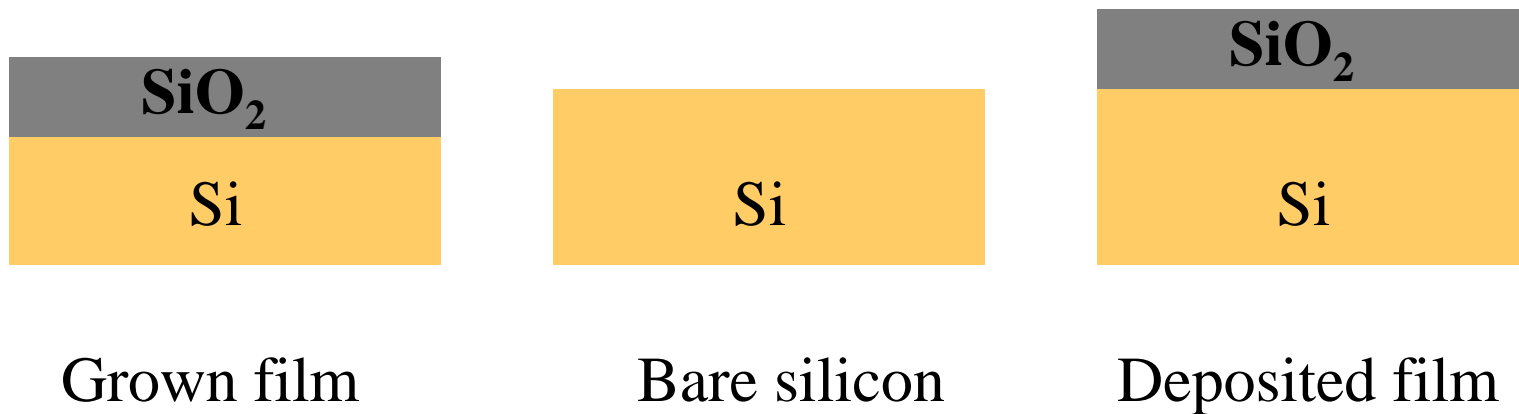 SiO₂
Si
Si
SiO₂
Si
Grown film
Bare silicon
Deposited film